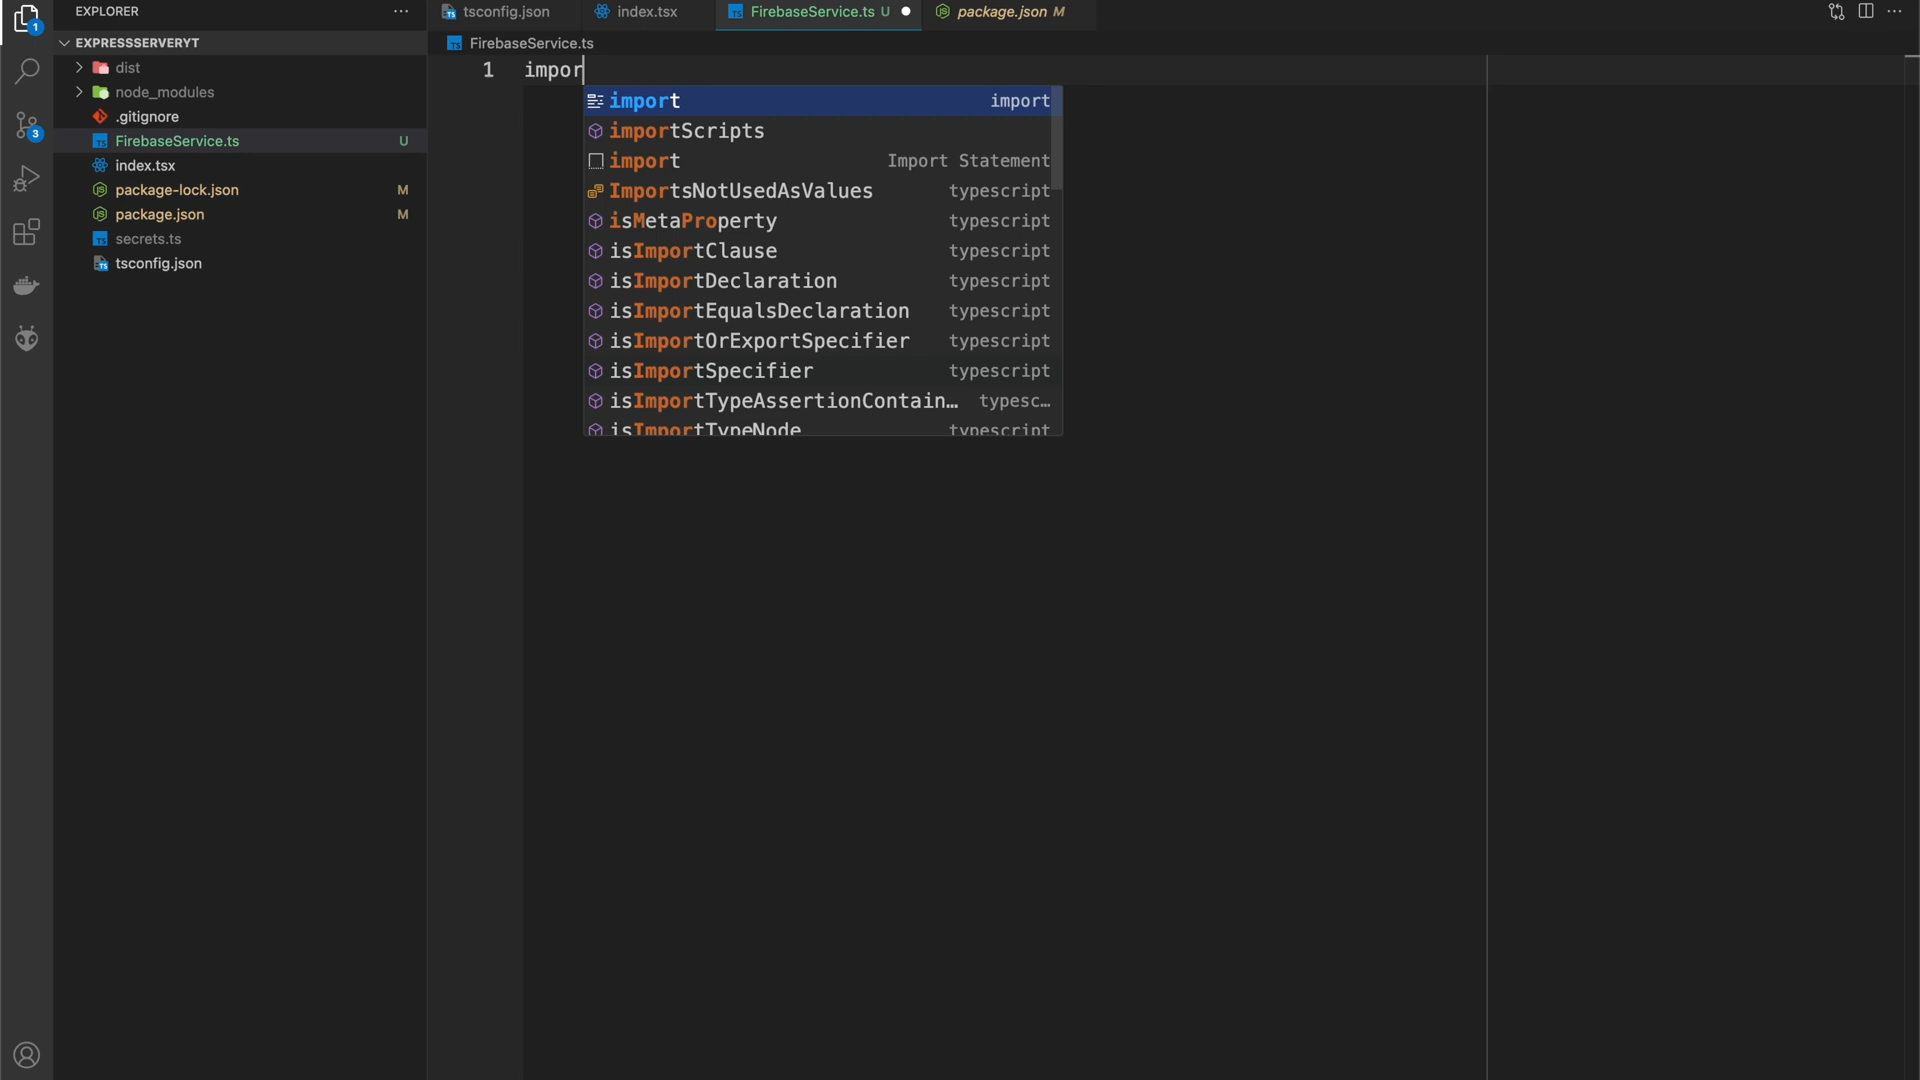 EXPLORER
tsconfig.json
index.tsx
FirebaseService.ts U
package.json M
1
EXPRESSSERVERYT
FirebaseService.ts
dist
node_modules
.gitignore
FirebaseService.ts U
index.tsx
package-lock.json M
package.json M
secrets.ts
tsconfig.json
3
1 impor
import import
importScripts
import Import Statement
ImportsNotUsedAsValues typescript
isMetaProperty typescript
isImportClause typescript
isImportDeclaration typescript
isImportEqualsDeclaration typescript
isImportOrExportSpecifier typescript
isImportSpecifier typescript
isImportTypeAssertionContain… typesc…
isImportTypeNode typescript